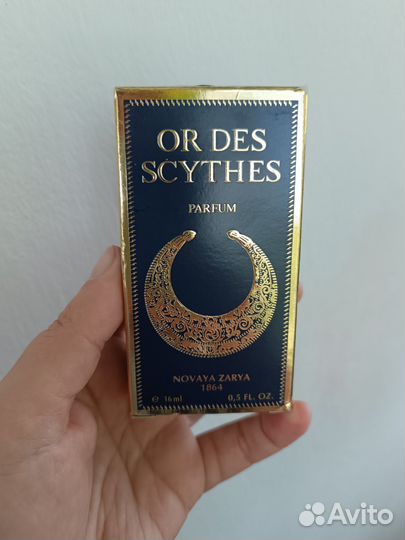 OR DES
SCYTHES
PARFUM
NOVAYA ZARYA
1864
e 16ml 0,5 FL. OZ.
Avito